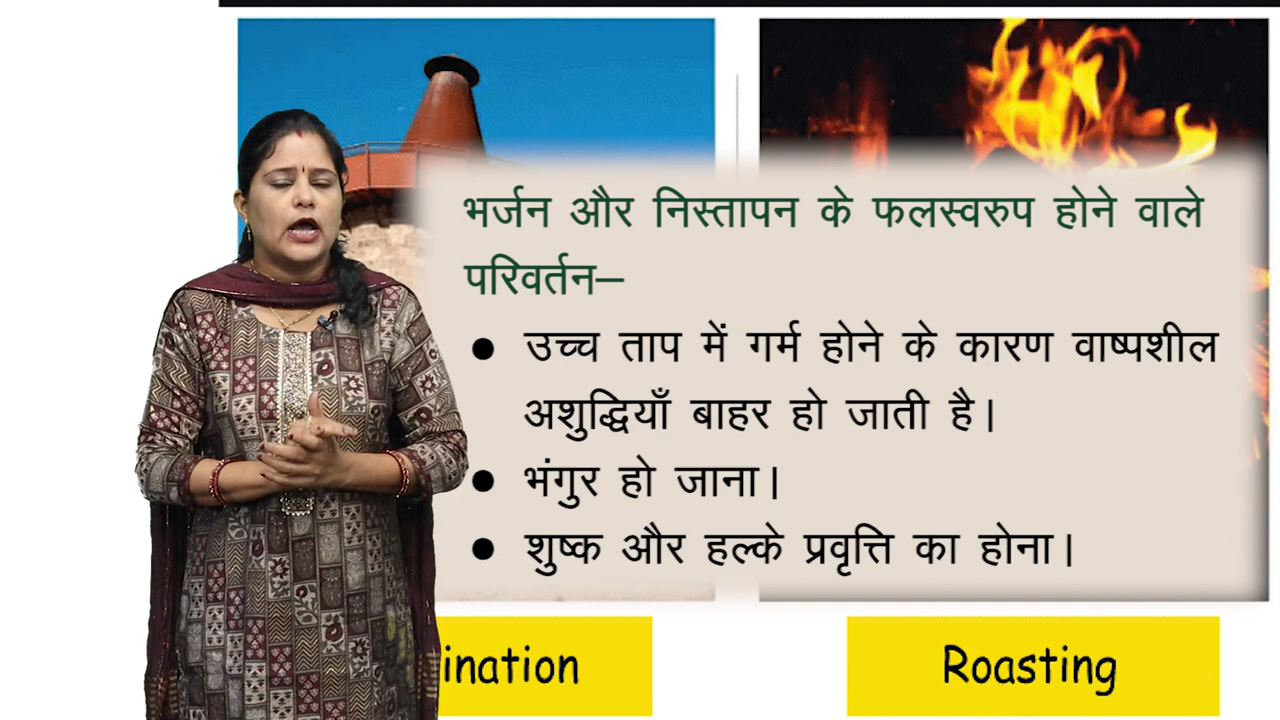 भर्जन और निस्तापन के फलस्वरुप होने वाले
परिवर्तन–
● उच्च ताप में गर्म होने के कारण वाष्पशील
अशुद्धियाँ बाहर हो जाती है।
● भंगुर हो जाना।
● शुष्क और हल्के प्रवृत्ति का होना।
ination
Roasting